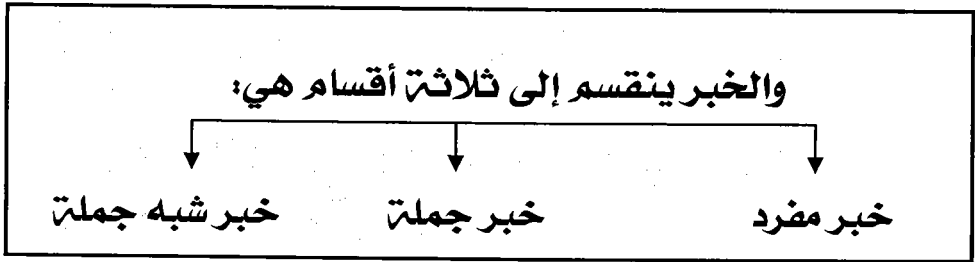 والخبر ينقسم إلى ثلاثة أقسام هي:
خبر مفرد خبر جملة خبر شبه جملة